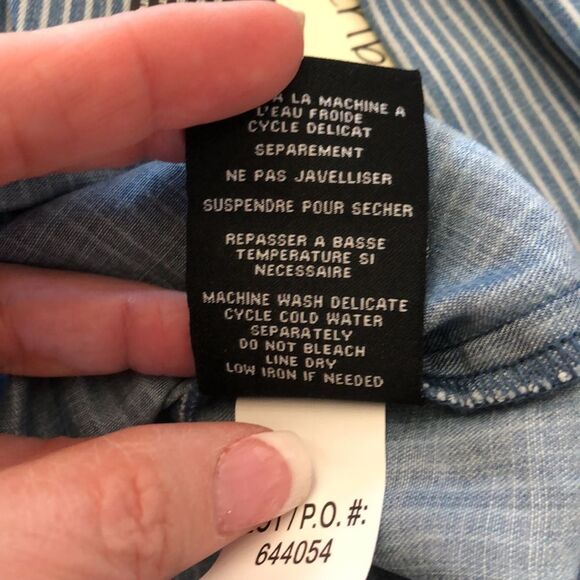 A LA MACHINE A
L'EAU FROIDE
CYCLE DELICAT
SEPAREMENT
NE PAS JAVELLISER
SUSPENDRE POUR SECHER
REPASSER A BASSE
TEMPERATURE SI
NECESSAIRE
MACHINE WASH DELICATE
CYCLE COLD WATER
SEPARATELY
DO NOT BLEACH
LINE DRY
LOW IRON IF NEEDED
/P.O. #:
644054